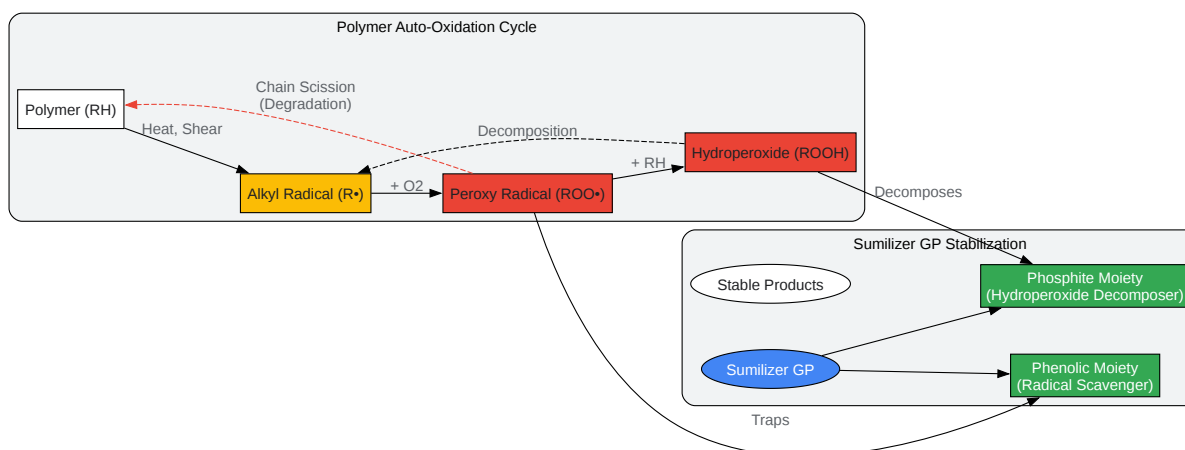 Polymer Auto-Oxidation Cycle
Chain Scission
(Degradation)
Polymer (RH)
Heat, Shear
Decomposition
Hydroperoxide (ROOH)
+ RH
Alkyl Radical (R•)
+ O2
Peroxy Radical (ROO•)
Decomposes
Sumilizer GP Stabilization
Stable Products
Phosphite Moiety
(Hydroperoxide Decomposer)
Sumilizer GP
Phenolic Moiety
(Radical Scavenger)
Traps